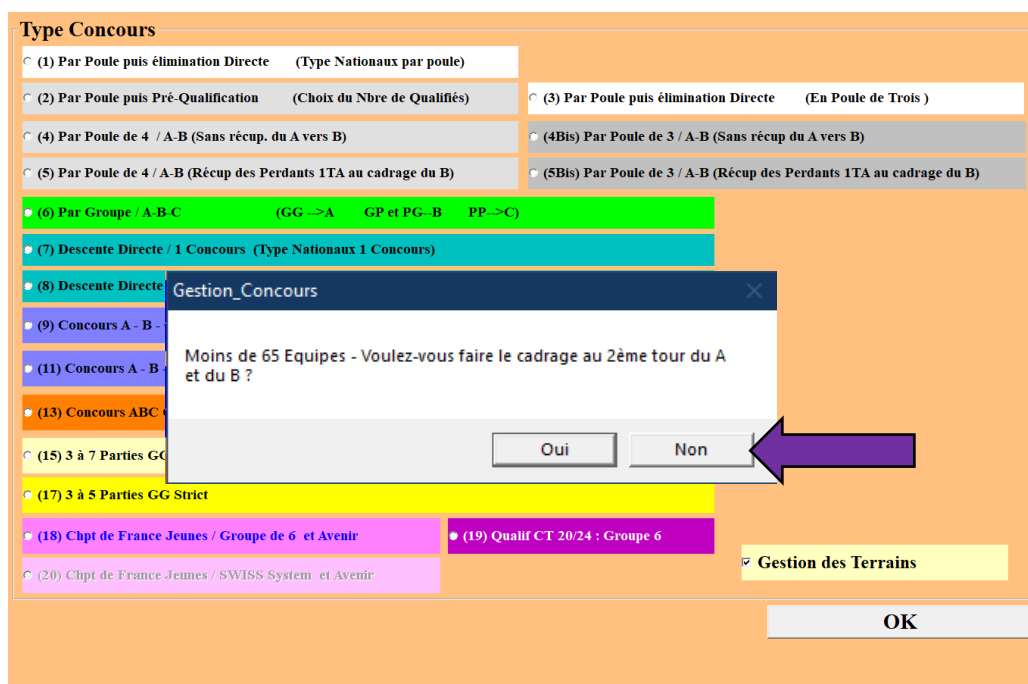 Type Concours
(1) Par Poule puis élimination Directe (Type Nationaux par poule)
(2) Par Poule puis Pré-Qualification (Choix du Nbre de Qualifiés)
(3) Par Poule puis élimination Directe (En Poule de Trois )
(4) Par Poule de 4 / A-B (Sans récup. du A vers B)
(4Bis) Par Poule de 3 / A-B (Sans récup du A vers B)
(5) Par Poule de 4 / A-B (Récup des Perdants 1TA au cadrage du B)
(5Bis) Par Poule de 3 / A-B (Récup des Perdants 1TA au cadrage du B)
(6) Par Groupe / A-B-C (GG -->A GP et PG--B PP-->C)
(7) Descente Directe / 1 Concours (Type Nationaux 1 Concours)
(8) Descente Directe
Gestion_Concours
(9) Concours A - B -
Moins de 65 Equipes - Voulez-vous faire le cadrage au 2ème tour du A
et du B ?
(11) Concours A - B
(13) Concours ABC
Oui Non
(15) 3 à 7 Parties GG
(17) 3 à 5 Parties GG Strict
(18) Chpt de France Jeunes / Groupe de 6 et Avenir
(19) Qualif CT 20/24 : Groupe 6
Gestion des Terrains
(20) Chpt de France Jeunes / SWISS System et Avenir
OK